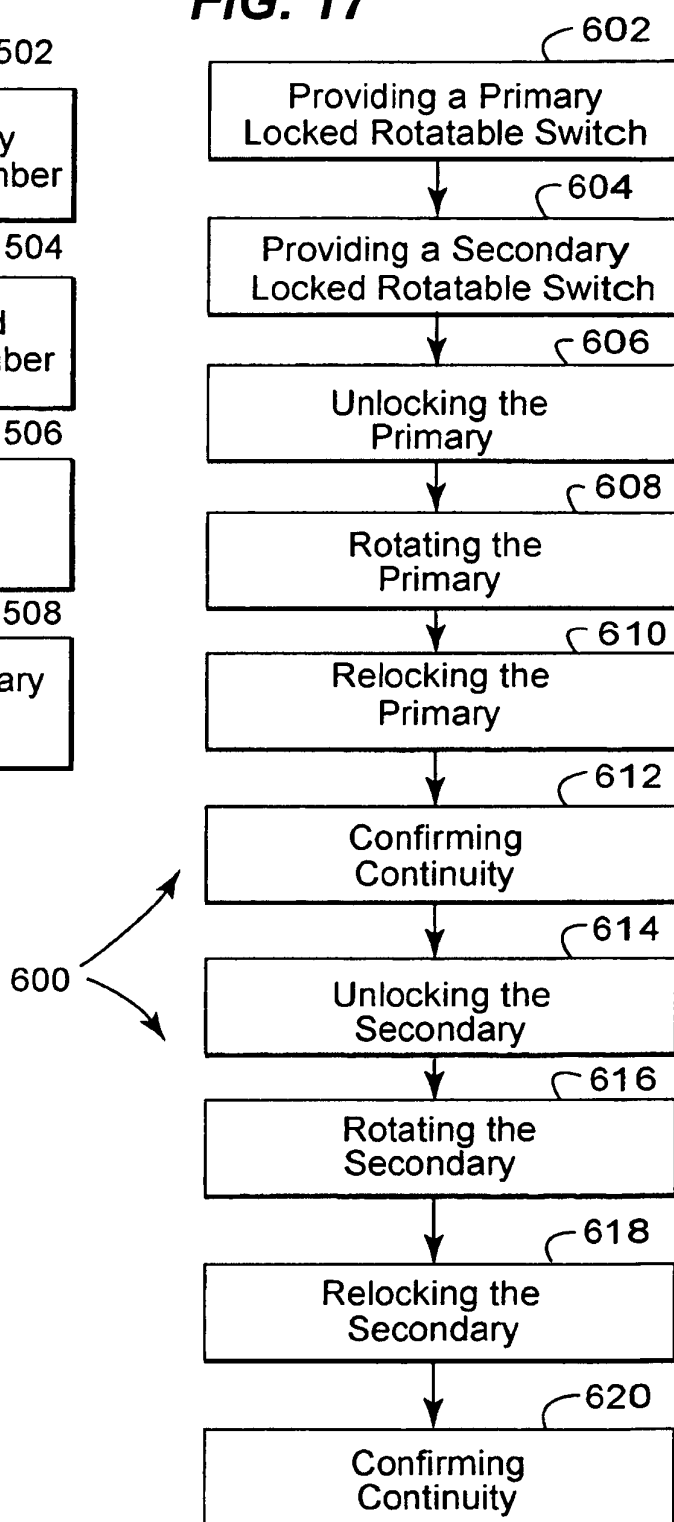 FIG. 17
602
Providing a Primary
Locked Rotatable Switch
604
Providing a Secondary
Locked Rotatable Switch
606
Unlocking the
Primary
608
Rotating the
Primary
610
Relocking the
Primary
612
Confirming
Continuity
614
Unlocking the
Secondary
616
Rotating the
Secondary
618
Relocking the
Secondary
620
Confirming
Continuity
600
502
504
506
508